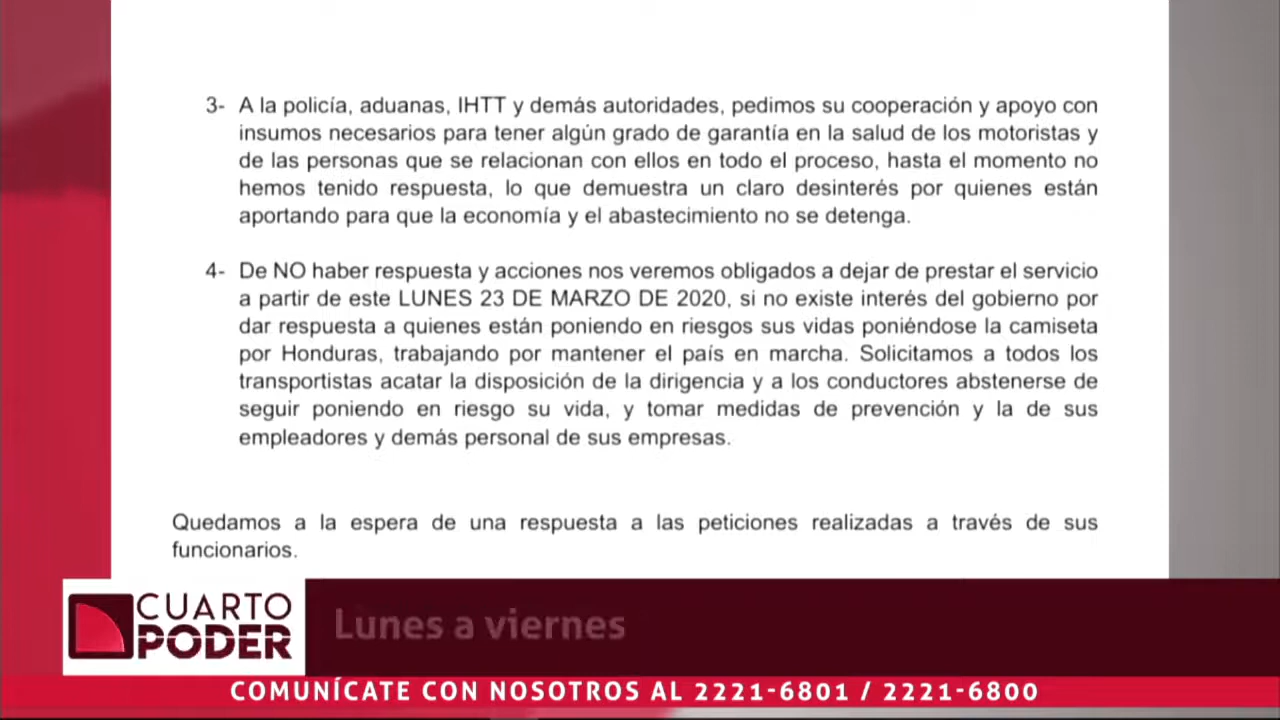 3- A la policía, aduanas, IHTT y demás autoridades, pedimos su cooperación y apoyo con
insumos necesarios para tener algún grado de garantía en la salud de los motoristas y
de las personas que se relacionan con ellos en todo el proceso, hasta el momento no
hemos tenido respuesta, lo que demuestra un claro desinterés por quienes están
aportando para que la economía y el abastecimiento no se detenga.
4- De NO haber respuesta y acciones nos veremos obligados a dejar de prestar el servicio
a partir de este LUNES 23 DE MARZO DE 2020, si no existe interés del gobierno por
dar respuesta a quienes están poniendo en riesgos sus vidas poniéndose la camiseta
por Honduras, trabajando por mantener el país en marcha. Solicitamos a todos los
transportistas acatar la disposición de la dirigencia y a los conductores abstenerse de
seguir poniendo en riesgo su vida, y tomar medidas de prevención y la de sus
empleadores y demás personal de sus empresas.
Quedamos a la espera de una respuesta a las peticiones realizadas a través de sus
funcionarios.
CUARTO
PODER
Lunes a viernes
COMUNÍCATE CON NOSOTROS AL 2221-6801 / 2221-6800